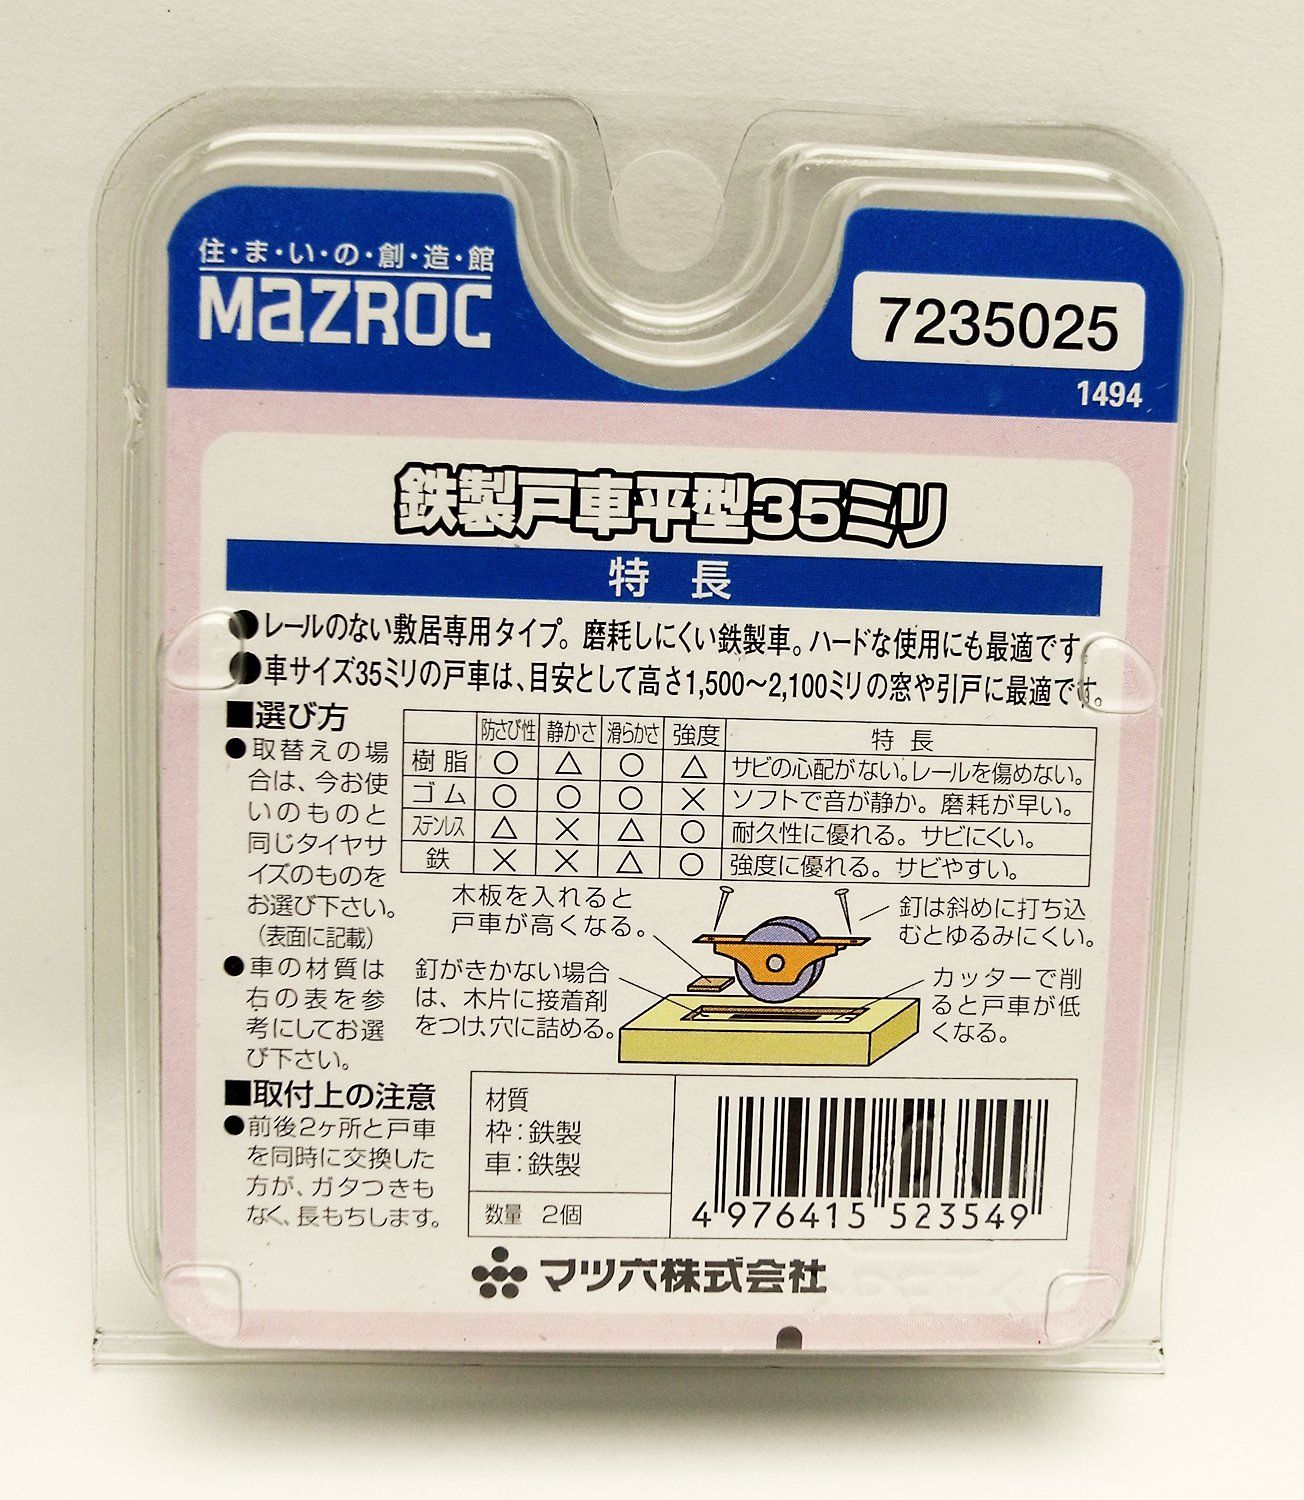 住・ま・い・の・創・造・館
MAZROC
7235025
1494
鉄製戸車平型35ミリ
特 長
●レールのない敷居専用タイプ。磨耗しにくい鉄製車。ハードな使用にも最適です。
●車サイズ35ミリの戸車は、目安として高さ1,500〜2,100ミリの窓や引戸に最適です。
■選び方
●取替えの場
合は、今お使
いのものと
同じタイヤサ
イズのものを
お選び下さい。
(表面に記載)
●車の材質は
右の表を参
考にしてお選
び下さい。
防さび性 静かさ 滑らかさ 強度 特 長
樹脂 ○ △ ○ △ サビの心配がない。レールを傷めない。
ゴム ○ ○ ○ × ソフトで音が静か。磨耗が早い。
ステンレス △ × △ ○ 耐久性に優れる。サビにくい。
鉄 × × △ ○ 強度に優れる。サビやすい。
木板を入れると
戸車が高くなる。
釘は斜めに打ち込
むとゆるみにくい。
釘がきかない場合
は、木片に接着剤
をつけ、穴に詰める。
カッターで削
ると戸車が低
くなる。
■取付上の注意
●前後2ヶ所と戸車
を同時に交換した
方が、ガタつきも
なく、長もちします。
材質
枠:鉄製
車:鉄製
数量 2個
4 976415 523549
マツ六株式会社